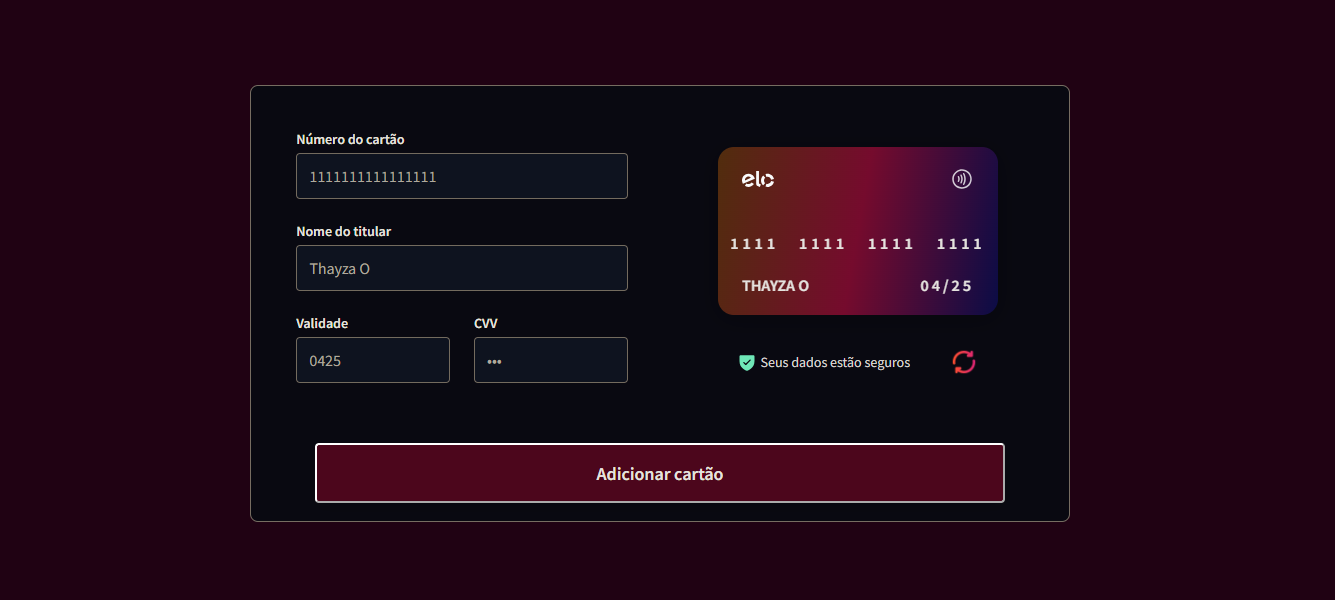 Número do cartão
1111111111111111
Nome do titular
Thayza O
Validade
CVV
0425
•••
elo
1111 1111 1111 1111
THAYZA O
04/25
Seus dados estão seguros
Adicionar cartão